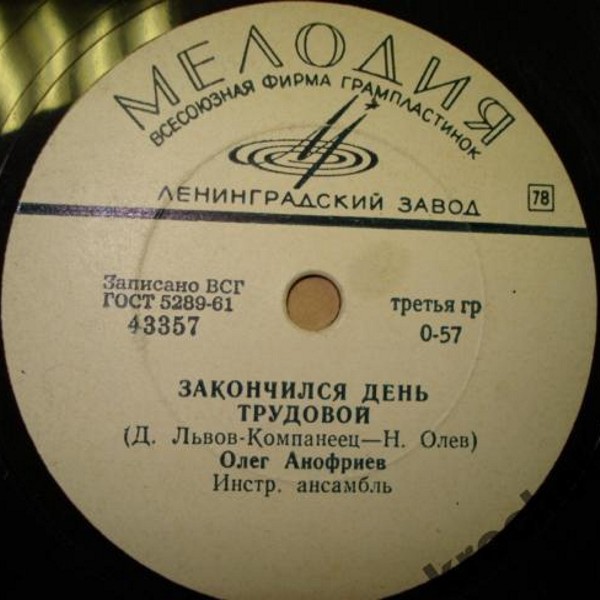 МЕЛОДИЯ
ВСЕСОЮЗНАЯ ФИРМА ГРАМПЛАСТИНОК
ЛЕНИНГРАДСКИЙ ЗАВОД
78
Записано ВСГ
ГОСТ 5289-61
43357
третья гр
0-57
ЗАКОНЧИЛСЯ ДЕНЬ
ТРУДОВОЙ
(Д. Львов-Компанеец—Н. Олев)
Олег Анофриев
Инстр. ансамбль